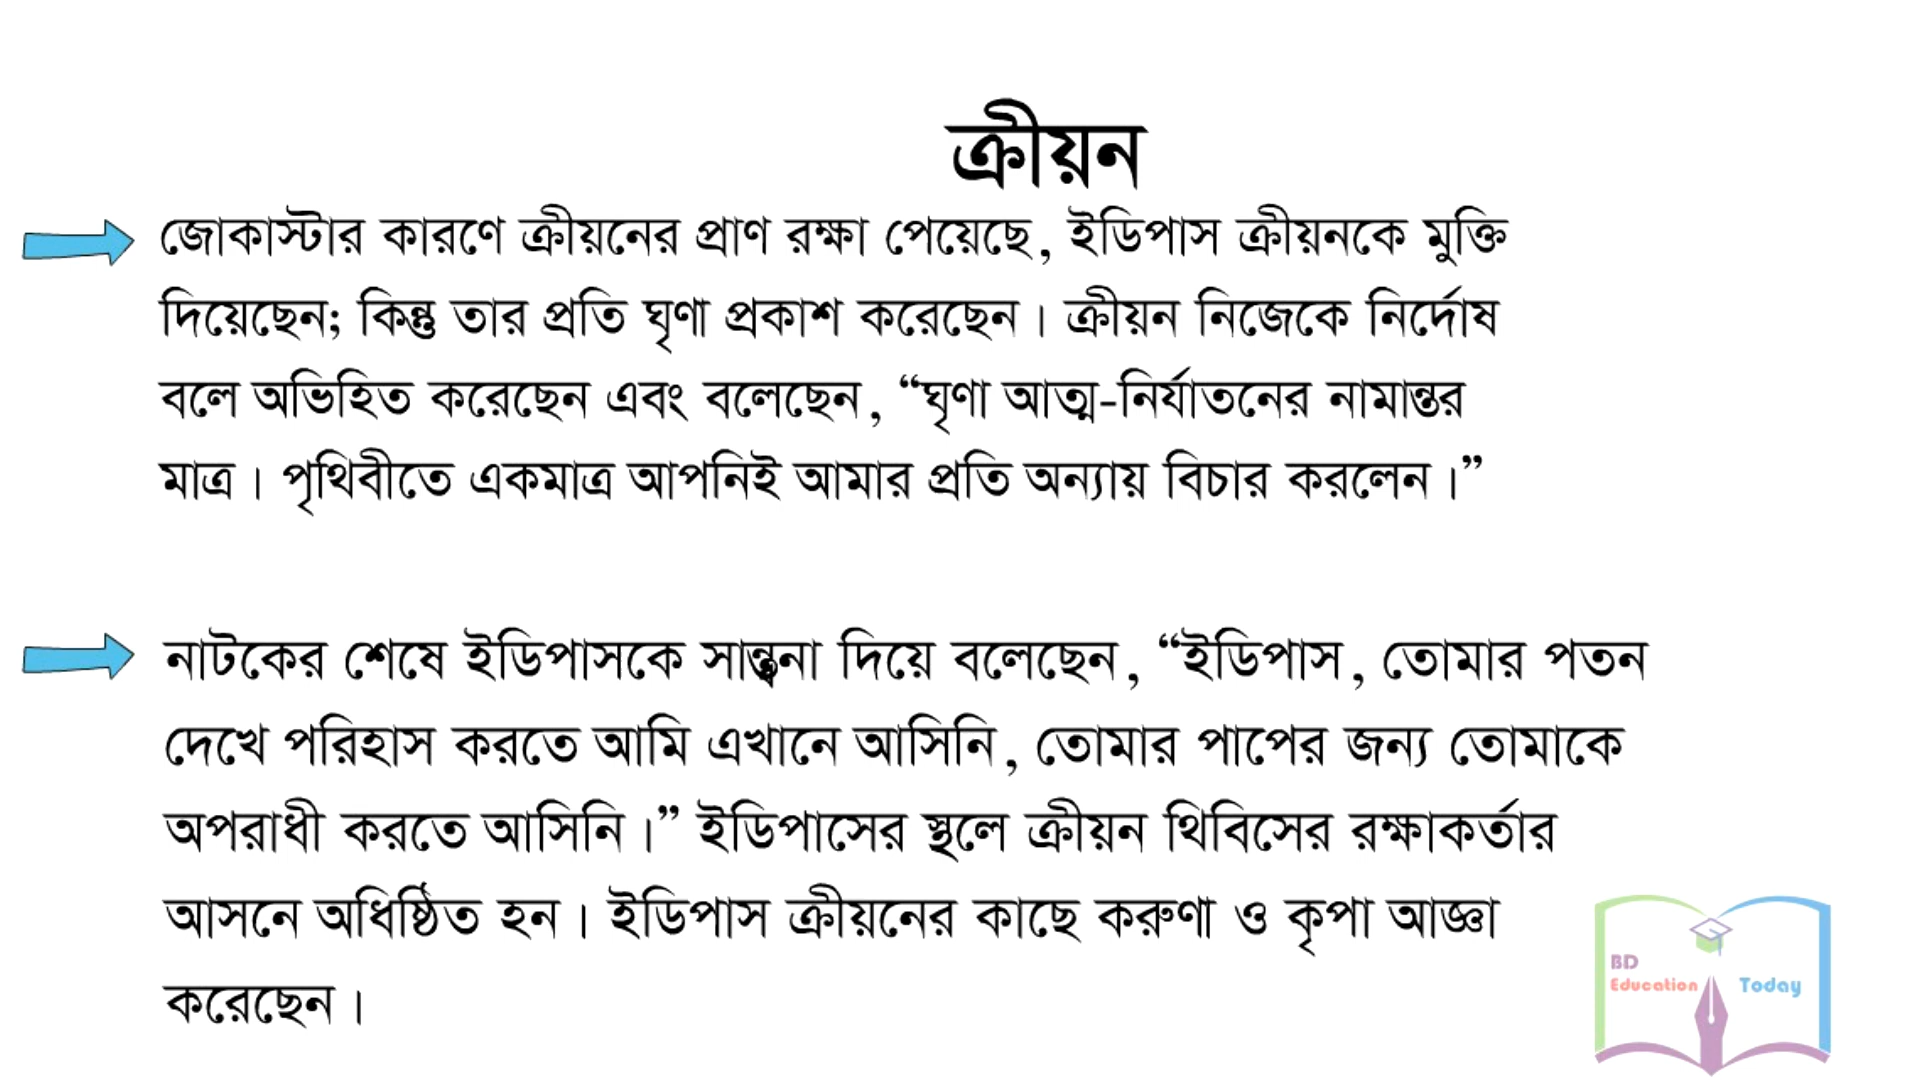 ক্রীয়ন
জোকাস্টার কারণে ক্রীয়নের প্রাণ রক্ষা পেয়েছে, ইডিপাস ক্রীয়নকে মুক্তি
দিয়েছেন; কিন্তু তার প্রতি ঘৃণা প্রকাশ করেছেন। ক্রীয়ন নিজেকে নির্দোষ
বলে অভিহিত করেছেন এবং বলেছেন, “ঘৃণা আত্ম-নির্যাতনের নামান্তর
মাত্র। পৃথিবীতে একমাত্র আপনিই আমার প্রতি অন্যায় বিচার করলেন।”
নাটকের শেষে ইডিপাসকে সান্ত্বনা দিয়ে বলেছেন, “ইডিপাস, তোমার পতন
দেখে পরিহাস করতে আমি এখানে আসিনি, তোমার পাপের জন্য তোমাকে
অপরাধী করতে আসিনি।” ইডিপাসের স্থলে ক্রীয়ন থিবিসের রক্ষাকর্তার
আসনে অধিষ্ঠিত হন। ইডিপাস ক্রীয়নের কাছে করুণা ও কৃপা আজ্ঞা
করেছেন।
BD
Education Today